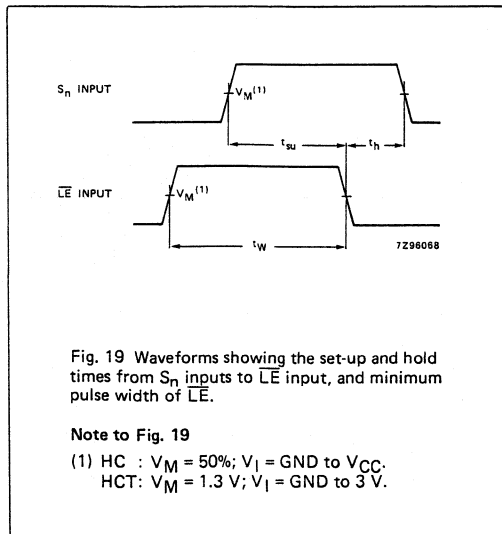 Sn INPUT
VM(1)
tsu
th
LE INPUT
VM(1)
tW
7Z96068
Fig. 19 Waveforms showing the set-up and hold
times from Sn inputs to LE input, and minimum
pulse width of LE.
Note to Fig. 19
(1) HC : VM = 50%; VI = GND to VCC.
HCT: VM = 1.3 V; VI = GND to 3 V.